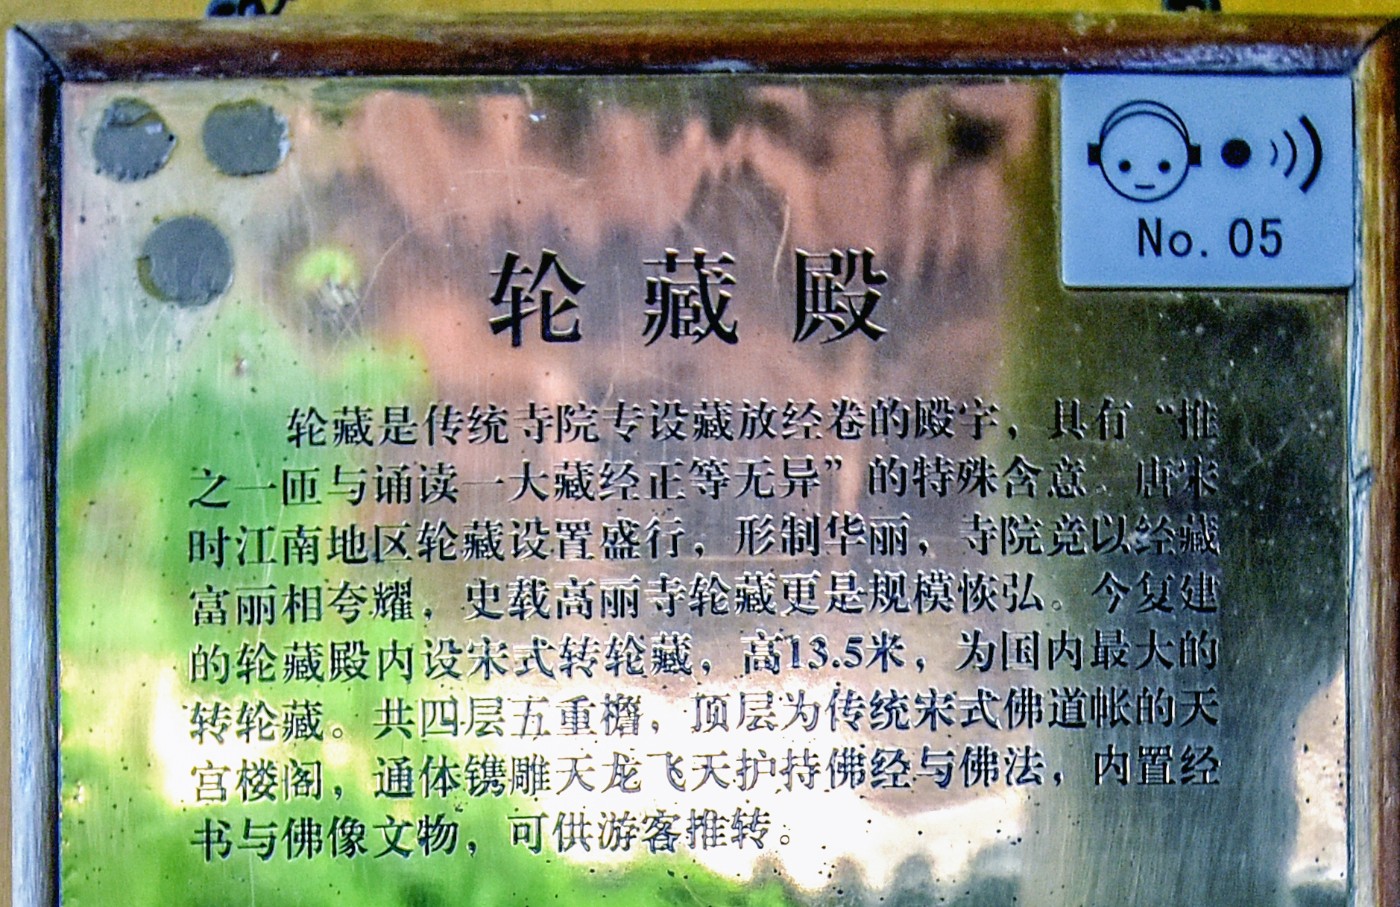 No. 05
轮藏殿
轮藏是传统寺院专设藏放经卷的殿宇，具有“推
之一匝与诵读一大藏经正等无异”的特殊含意。唐宋
时江南地区轮藏设置盛行，形制华丽，寺院竞以经藏
富丽相夸耀，史载高丽寺轮藏更是规模恢弘。今复建
的轮藏殿内设宋式转轮藏，高13.5米，为国内最大的
转轮藏。共四层五重檐，顶层为传统宋式佛道帐的天
宫楼阁，通体镌雕天龙飞天护持佛经与佛法，内置经
书与佛像文物，可供游客推转。